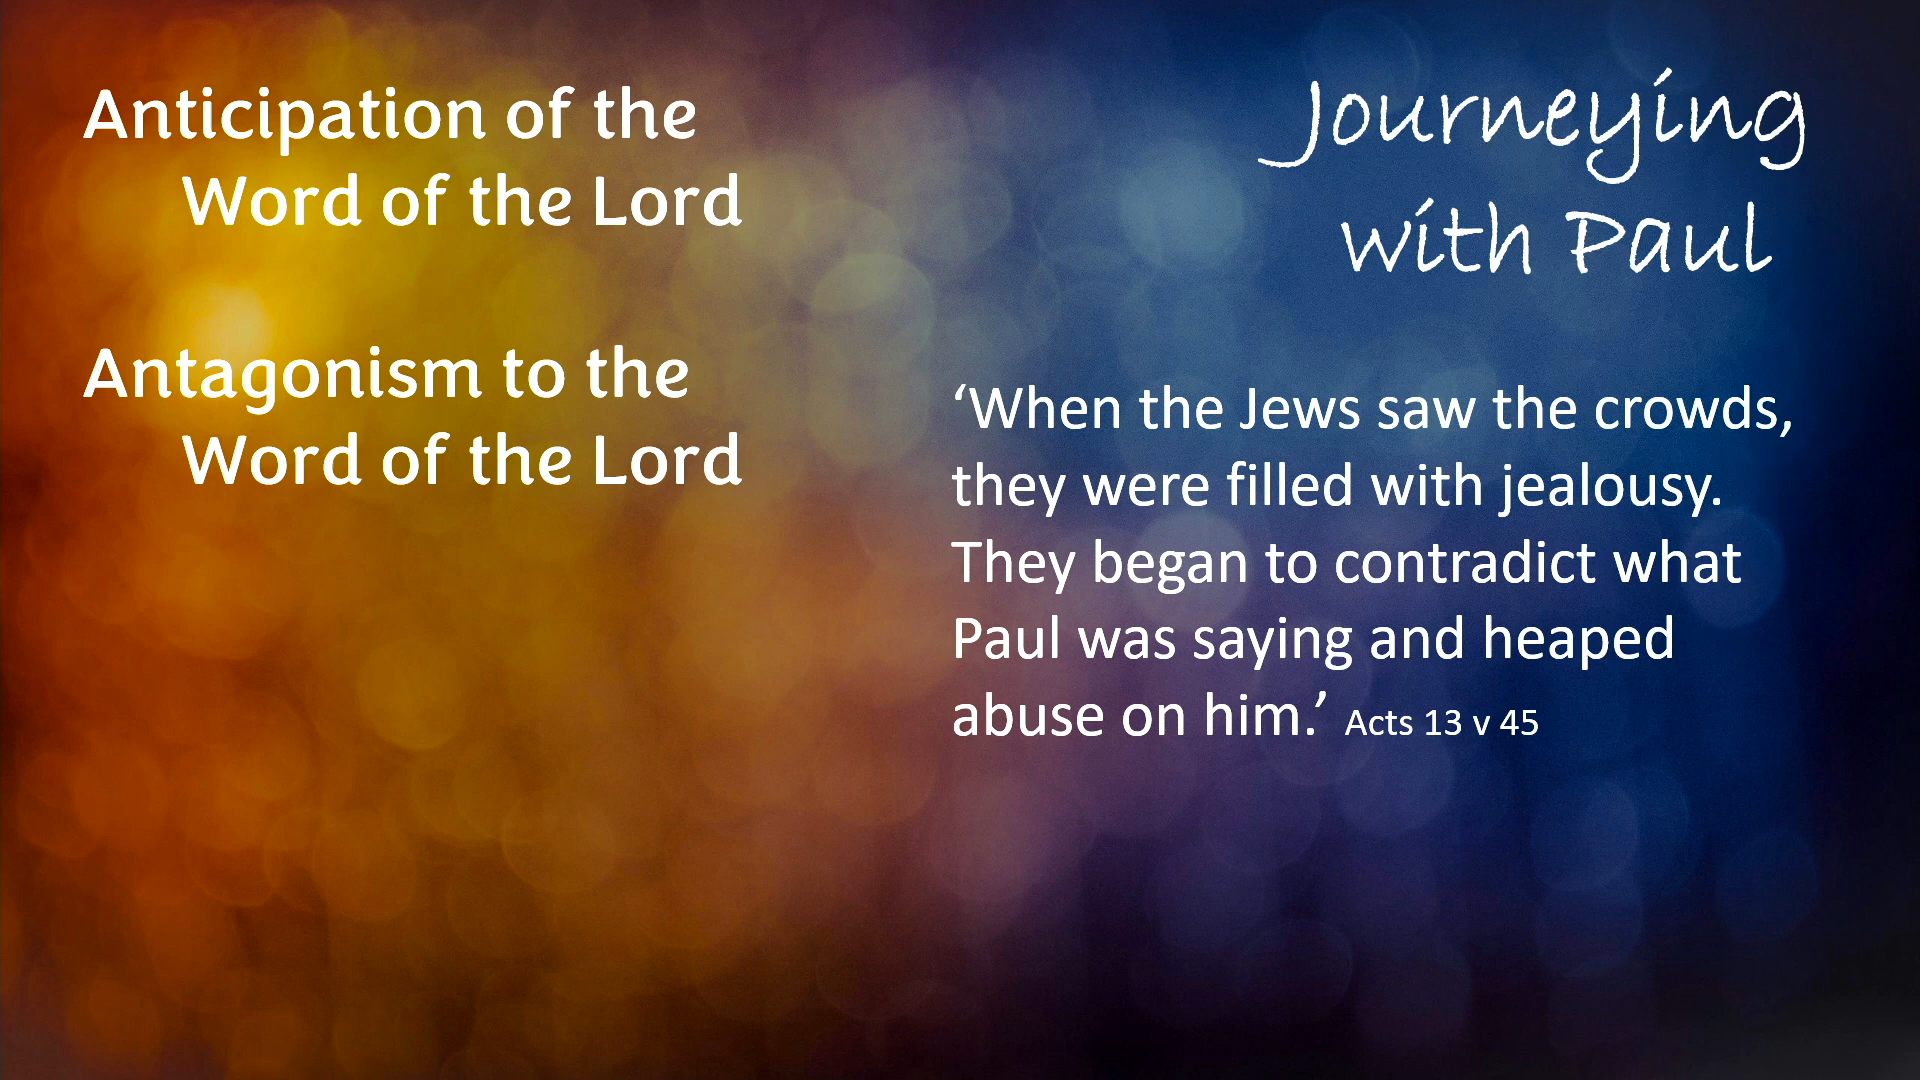 Anticipation of the
Word of the Lord
Antagonism to the
Word of the Lord
Journeying
with Paul
‘When the Jews saw the crowds,
they were filled with jealousy.
They began to contradict what
Paul was saying and heaped
abuse on him.’ Acts 13 v 45